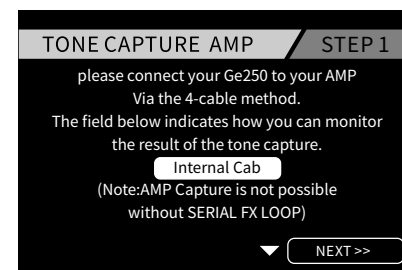 TONE CAPTURE AMP STEP 1
please connect your Ge250 to your AMP
Via the 4-cable method.
The field below indicates how you can monitor
the result of the tone capture.
Internal Cab
(Note:AMP Capture is not possible
without SERIAL FX LOOP)
NEXT >>